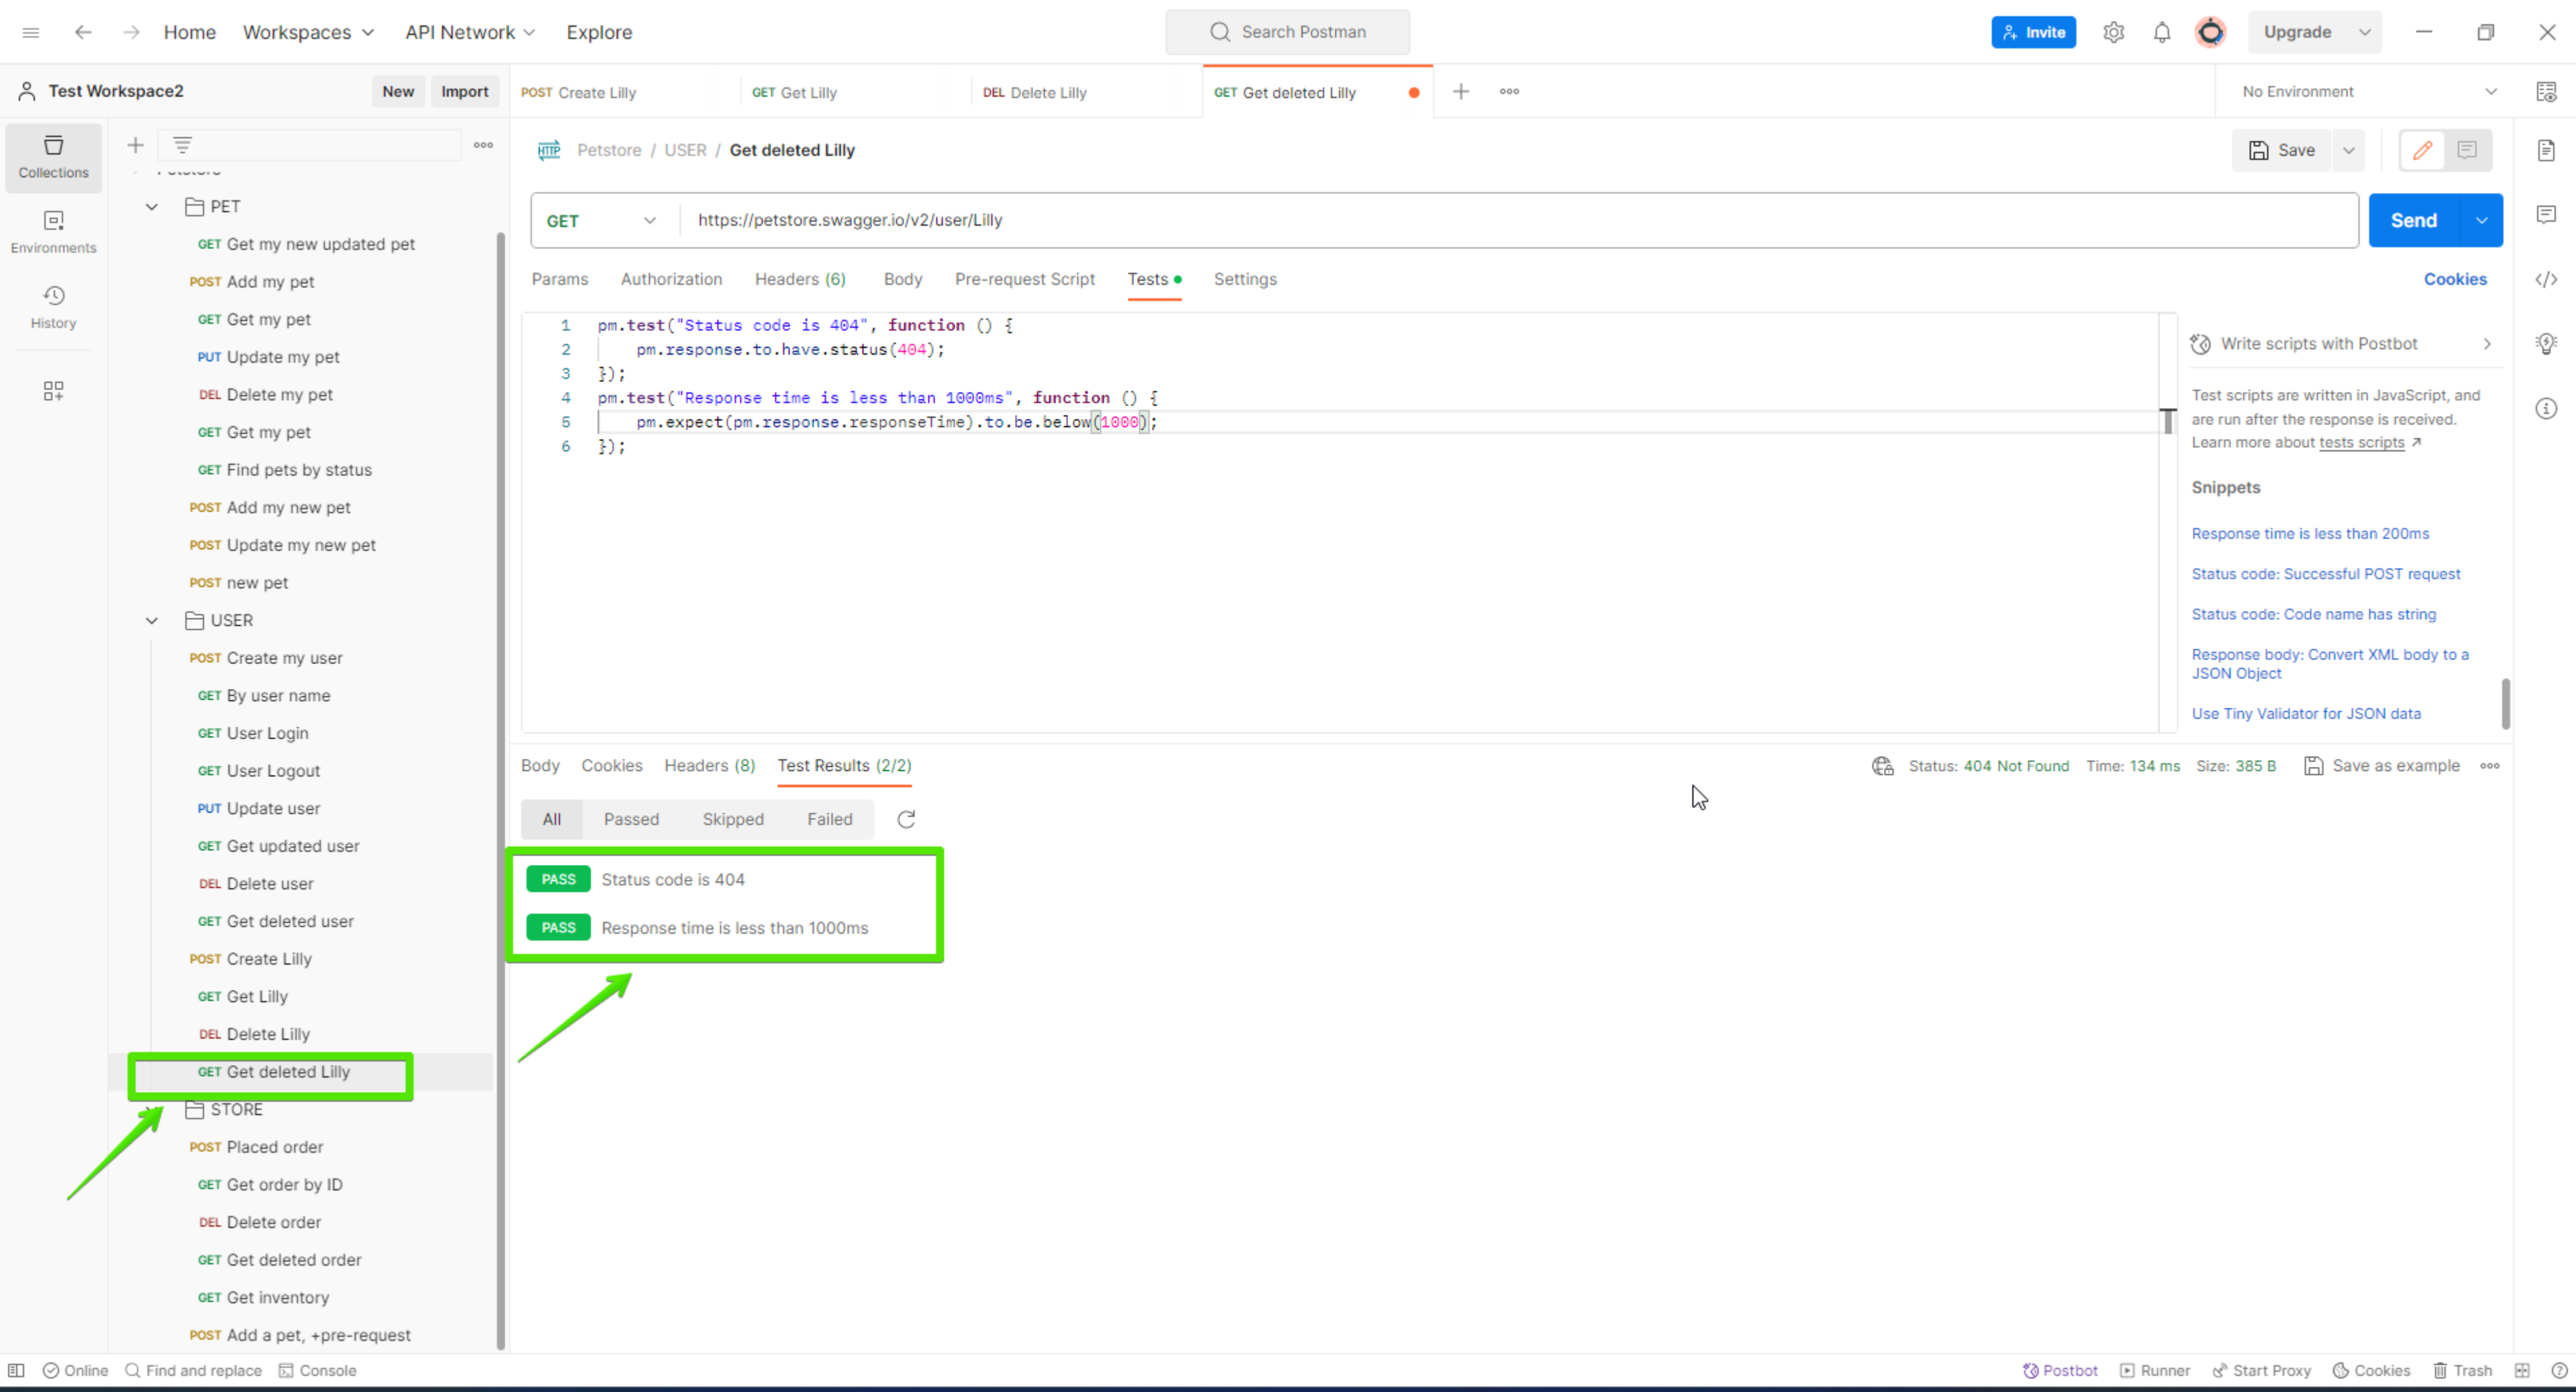 Home Workspaces API Network Explore Search Postman Invite Upgrade
Test Workspace2 New Import
POST Create Lilly GET Get Lilly DEL Delete Lilly GET Get deleted Lilly No Environment
Collections
Environments
History
Petstore
PET
GET Get my new updated pet
POST Add my pet
GET Get my pet
PUT Update my pet
DEL Delete my pet
GET Get my pet
GET Find pets by status
POST Add my new pet
POST Update my new pet
POST new pet
USER
POST Create my user
GET By user name
GET User Login
GET User Logout
PUT Update user
GET Get updated user
DEL Delete user
GET Get deleted user
POST Create Lilly
GET Get Lilly
DEL Delete Lilly
GET Get deleted Lilly
STORE
POST Placed order
GET Get order by ID
DEL Delete order
GET Get deleted order
GET Get inventory
POST Add a pet, +pre-request
HTTP Petstore / USER / Get deleted Lilly Save
GET https://petstore.swagger.io/v2/user/Lilly Send
Params Authorization Headers (6) Body Pre-request Script Tests Settings Cookies
1 pm.test("Status code is 404", function () {
2 pm.response.to.have.status(404);
3 });
4 pm.test("Response time is less than 1000ms", function () {
5 pm.expect(pm.response.responseTime).to.be.below(1000);
6 });
Write scripts with Postbot
Test scripts are written in JavaScript, and
are run after the response is received.
Learn more about tests scripts
Snippets
Response time is less than 200ms
Status code: Successful POST request
Status code: Code name has string
Response body: Convert XML body to a
JSON Object
Use Tiny Validator for JSON data
Body Cookies Headers (8) Test Results (2/2) Status: 404 Not Found Time: 134 ms Size: 385 B Save as example
All Passed Skipped Failed
PASS Status code is 404
PASS Response time is less than 1000ms
Online Find and replace Console Postbot Runner Start Proxy Cookies Trash